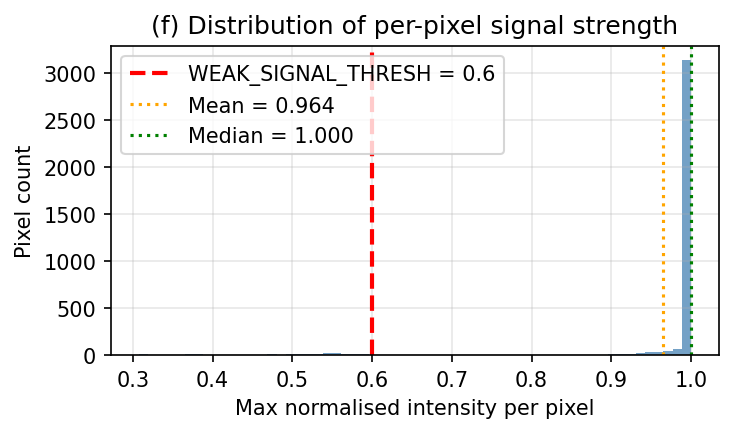 (f) Distribution of per-pixel signal strength
WEAK_SIGNAL_THRESH = 0.6
Mean = 0.964
Median = 1.000
Pixel count
3000
2500
2000
1500
1000
500
0
0.3 0.4 0.5 0.6 0.7 0.8 0.9 1.0
Max normalised intensity per pixel